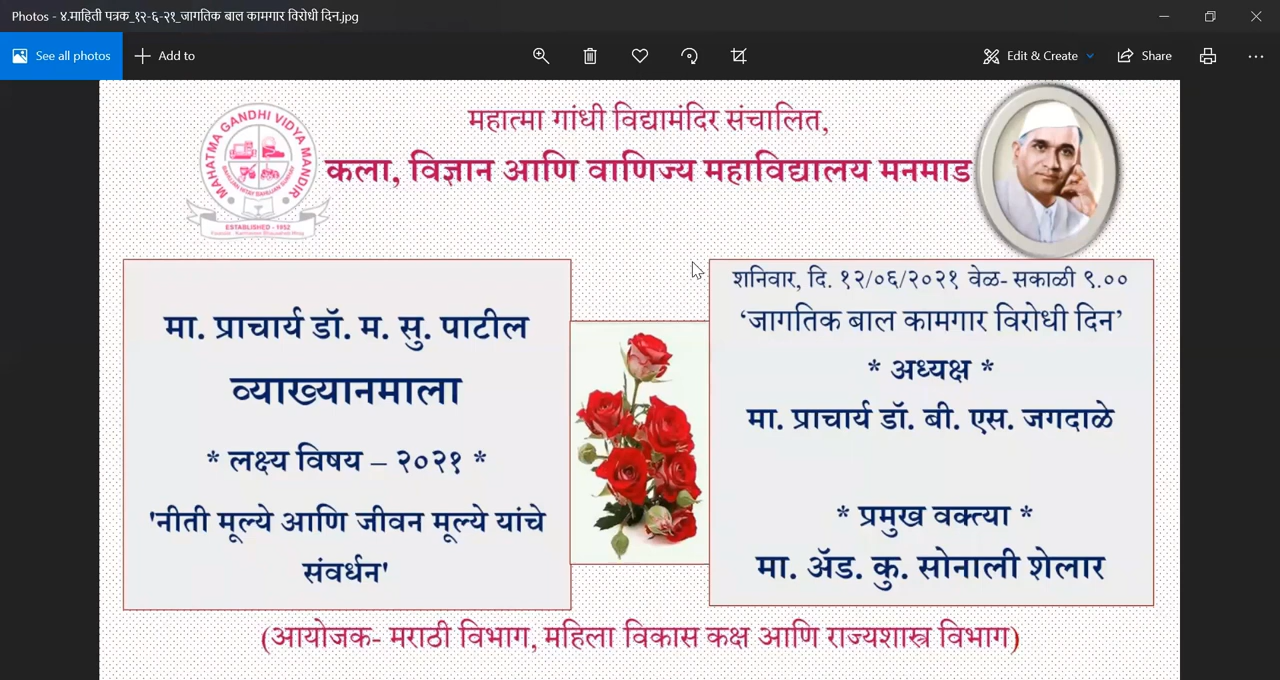 Photos - ४.माहिती पत्रक_१२-६-२१_जागतिक बाल कामगार विरोधी दिन.jpg
See all photos
Add to
Edit & Create
Share
महात्मा गांधी विद्यामंदिर संचालित,
कला, विज्ञान आणि वाणिज्य महाविद्यालय मनमाड
MAHATMA GANDHI VIDYA MANDIR
ESTABLISHED - 1952
मा. प्राचार्य डॉ. म. सु. पाटील
व्याख्यानमाला
* लक्ष्य विषय – २०२१ *
'नीती मूल्ये आणि जीवन मूल्ये यांचे
संवर्धन'
शनिवार, दि. १२/०६/२०२१ वेळ- सकाळी ९.००
‘जागतिक बाल कामगार विरोधी दिन’
* अध्यक्ष *
मा. प्राचार्य डॉ. बी. एस. जगदाळे
* प्रमुख वक्त्या *
मा. ॲड. कु. सोनाली शेलार
(आयोजक- मराठी विभाग, महिला विकास कक्ष आणि राज्यशास्त्र विभाग)